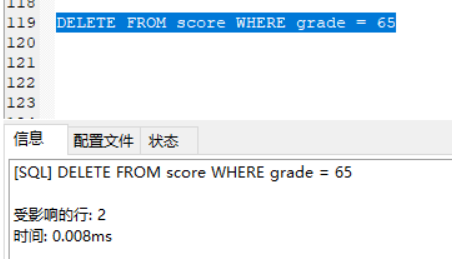 118
119 DELETE FROM score WHERE grade = 65
120
121
122
123
信息 配置文件 状态
[SQL] DELETE FROM score WHERE grade = 65
受影响的行: 2
时间: 0.008ms